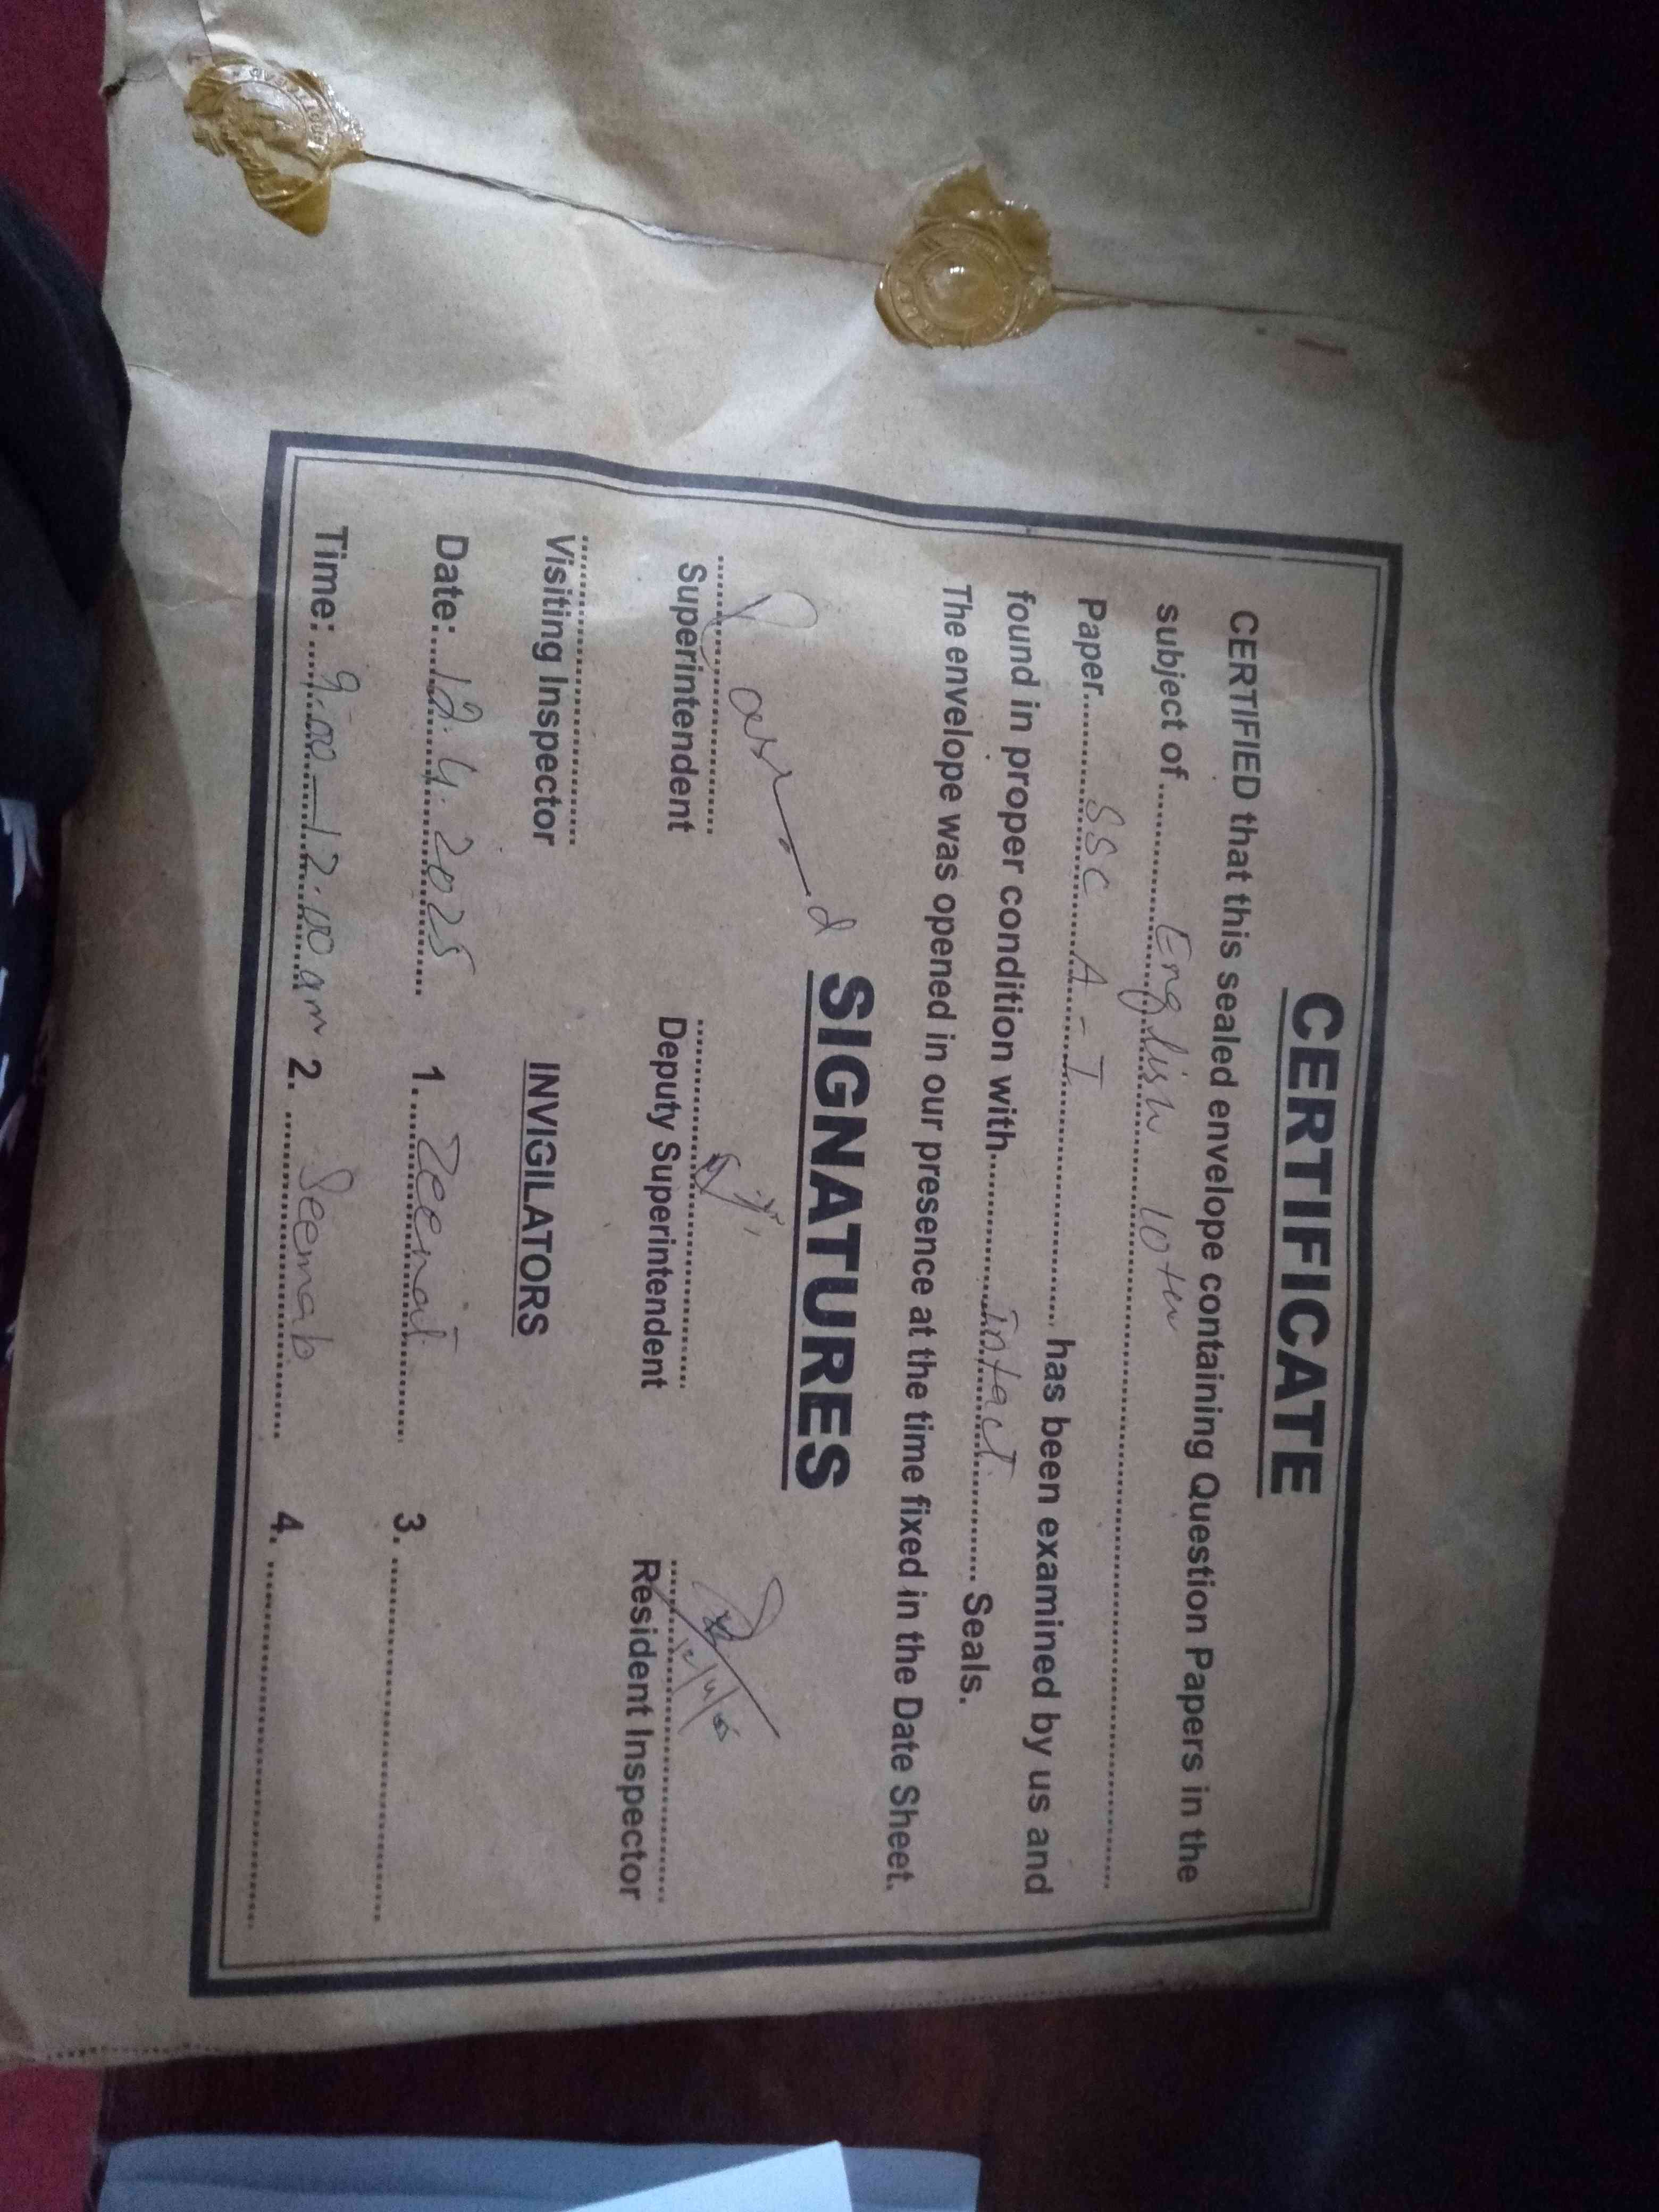 CERTIFICATE
CERTIFIED that this sealed envelope containing Question Papers in the
subject of .......... English 10th ..........
Paper.......... SSC A-I .......... has been examined by us and
found in proper condition with.......... Intact .......... Seals.
The envelope was opened in our presence at the time fixed in the Date Sheet.
SIGNATURES
Superintendent Deputy Superintendent Resident Inspector
Visiting Inspector INVIGILATORS
Date: 12.4.2025 1. Zeenat 3. ..........
Time: 9.00–12.00 am 2. Seemab 4. ..........